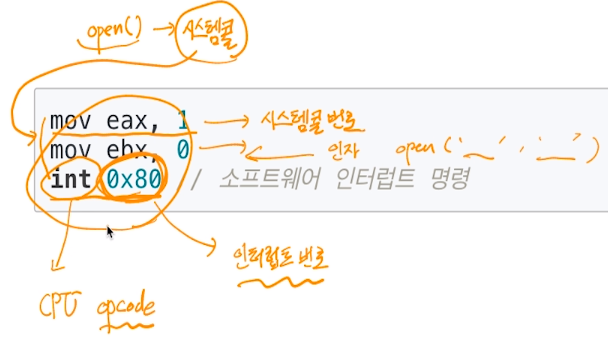 open() → 시스템콜
mov eax, 1 → 시스템콜 번호
mov ebx, 0 → 인자 open('__', '__')
int 0x80 / 소프트웨어 인터럽트 명령
인터럽트 번호
CPU opcode